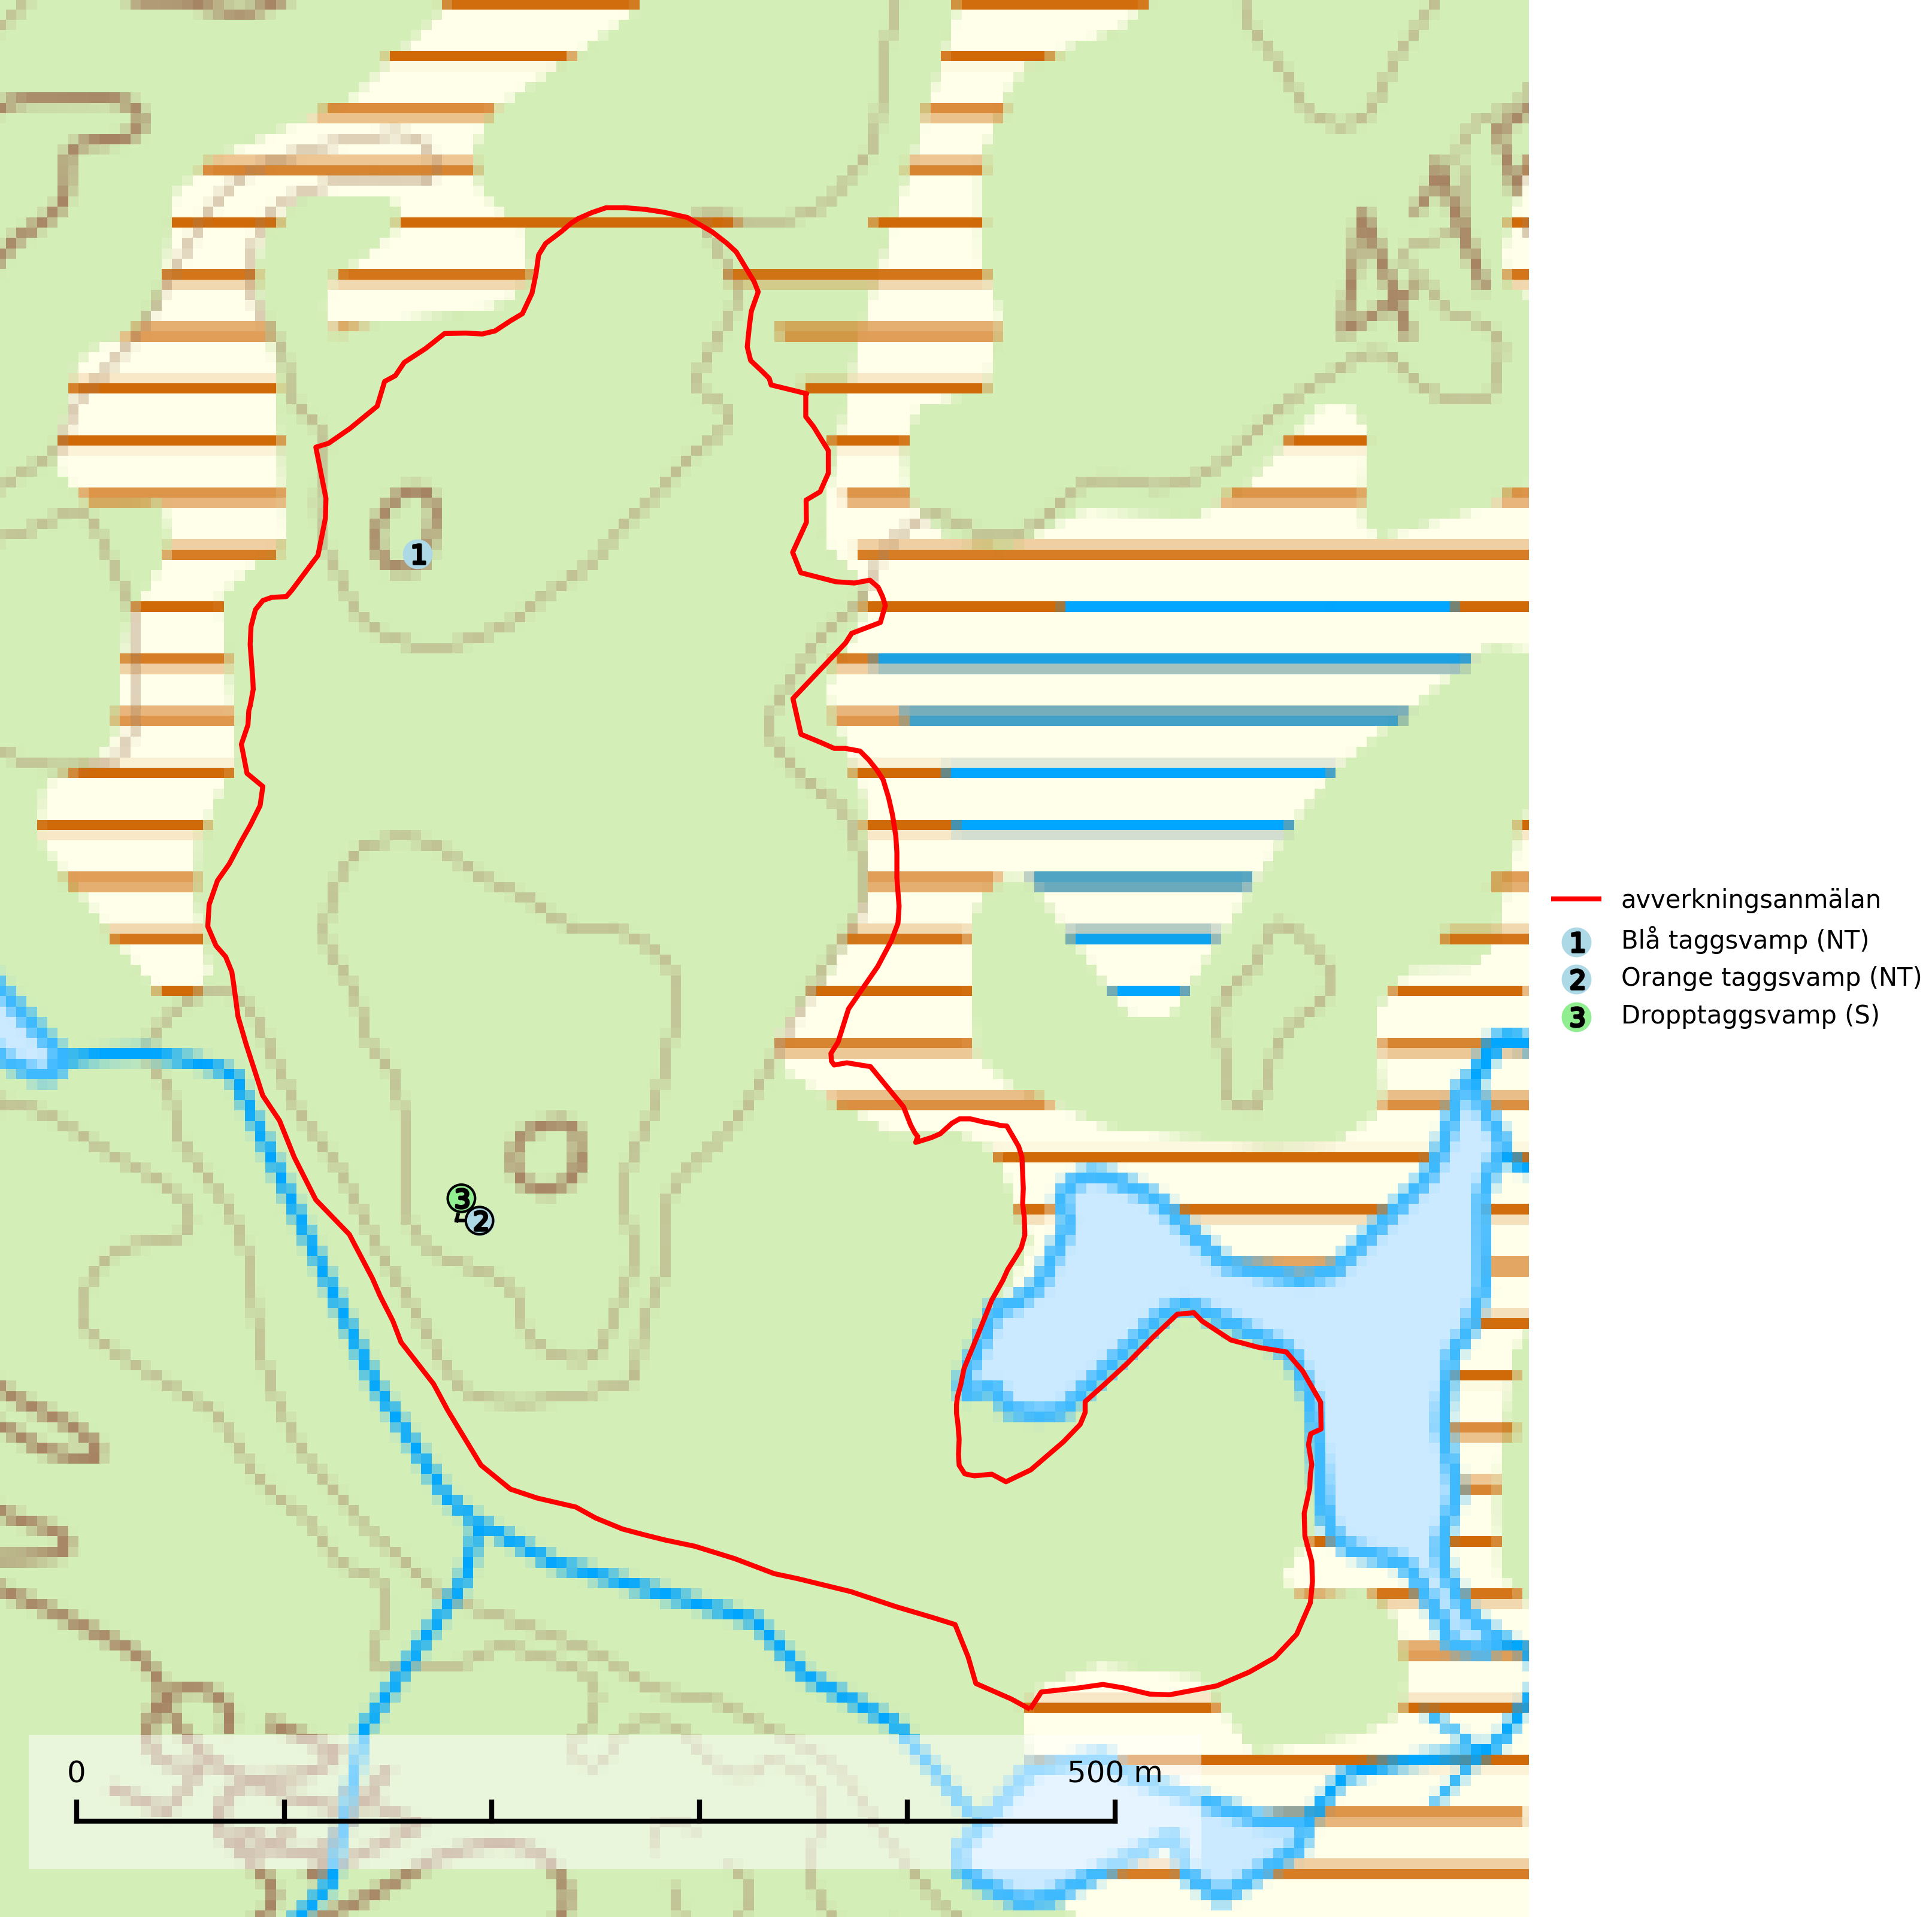 1
3
2
avverkningsanmälan
1 Blå taggsvamp (NT)
2 Orange taggsvamp (NT)
3 Dropptaggsvamp (S)
0 500 m